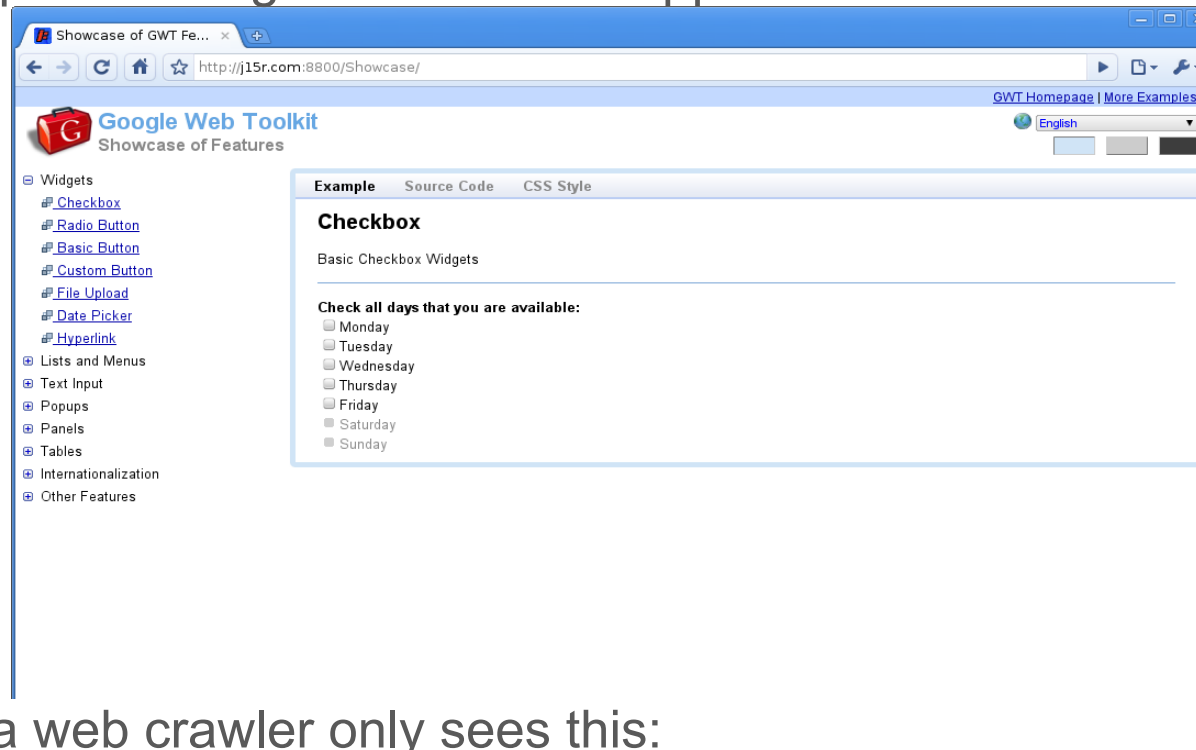 Showcase of GWT Fe...
http://j15r.com:8800/Showcase/
GWT Homepage | More Examples
Google Web Toolkit
Showcase of Features
English
Widgets
Checkbox
Radio Button
Basic Button
Custom Button
File Upload
Date Picker
Hyperlink
Lists and Menus
Text Input
Popups
Panels
Tables
Internationalization
Other Features
Example Source Code CSS Style
Checkbox
Basic Checkbox Widgets
Check all days that you are available:
Monday
Tuesday
Wednesday
Thursday
Friday
Saturday
Sunday
a web crawler only sees this: